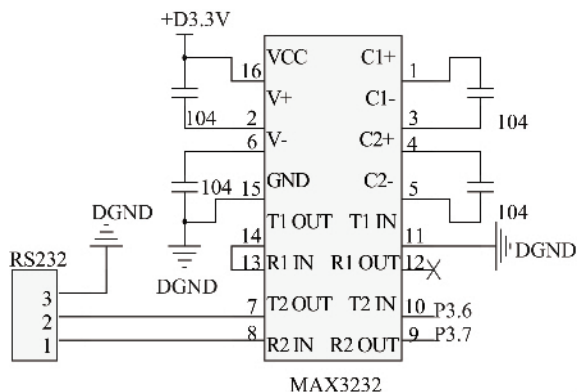 +D3.3V
16 VCC C1+ 1
V+ C1-
104 2 3 104
6 V- C2+ 4
104 15 GND C2- 5
104
DGND
14 T1 OUT T1 IN 11
DGND
RS232
13 R1 IN R1 OUT 12
DGND
3
2 7 T2 OUT T2 IN 10 P3.6
1 8 R2 IN R2 OUT 9 P3.7
MAX3232